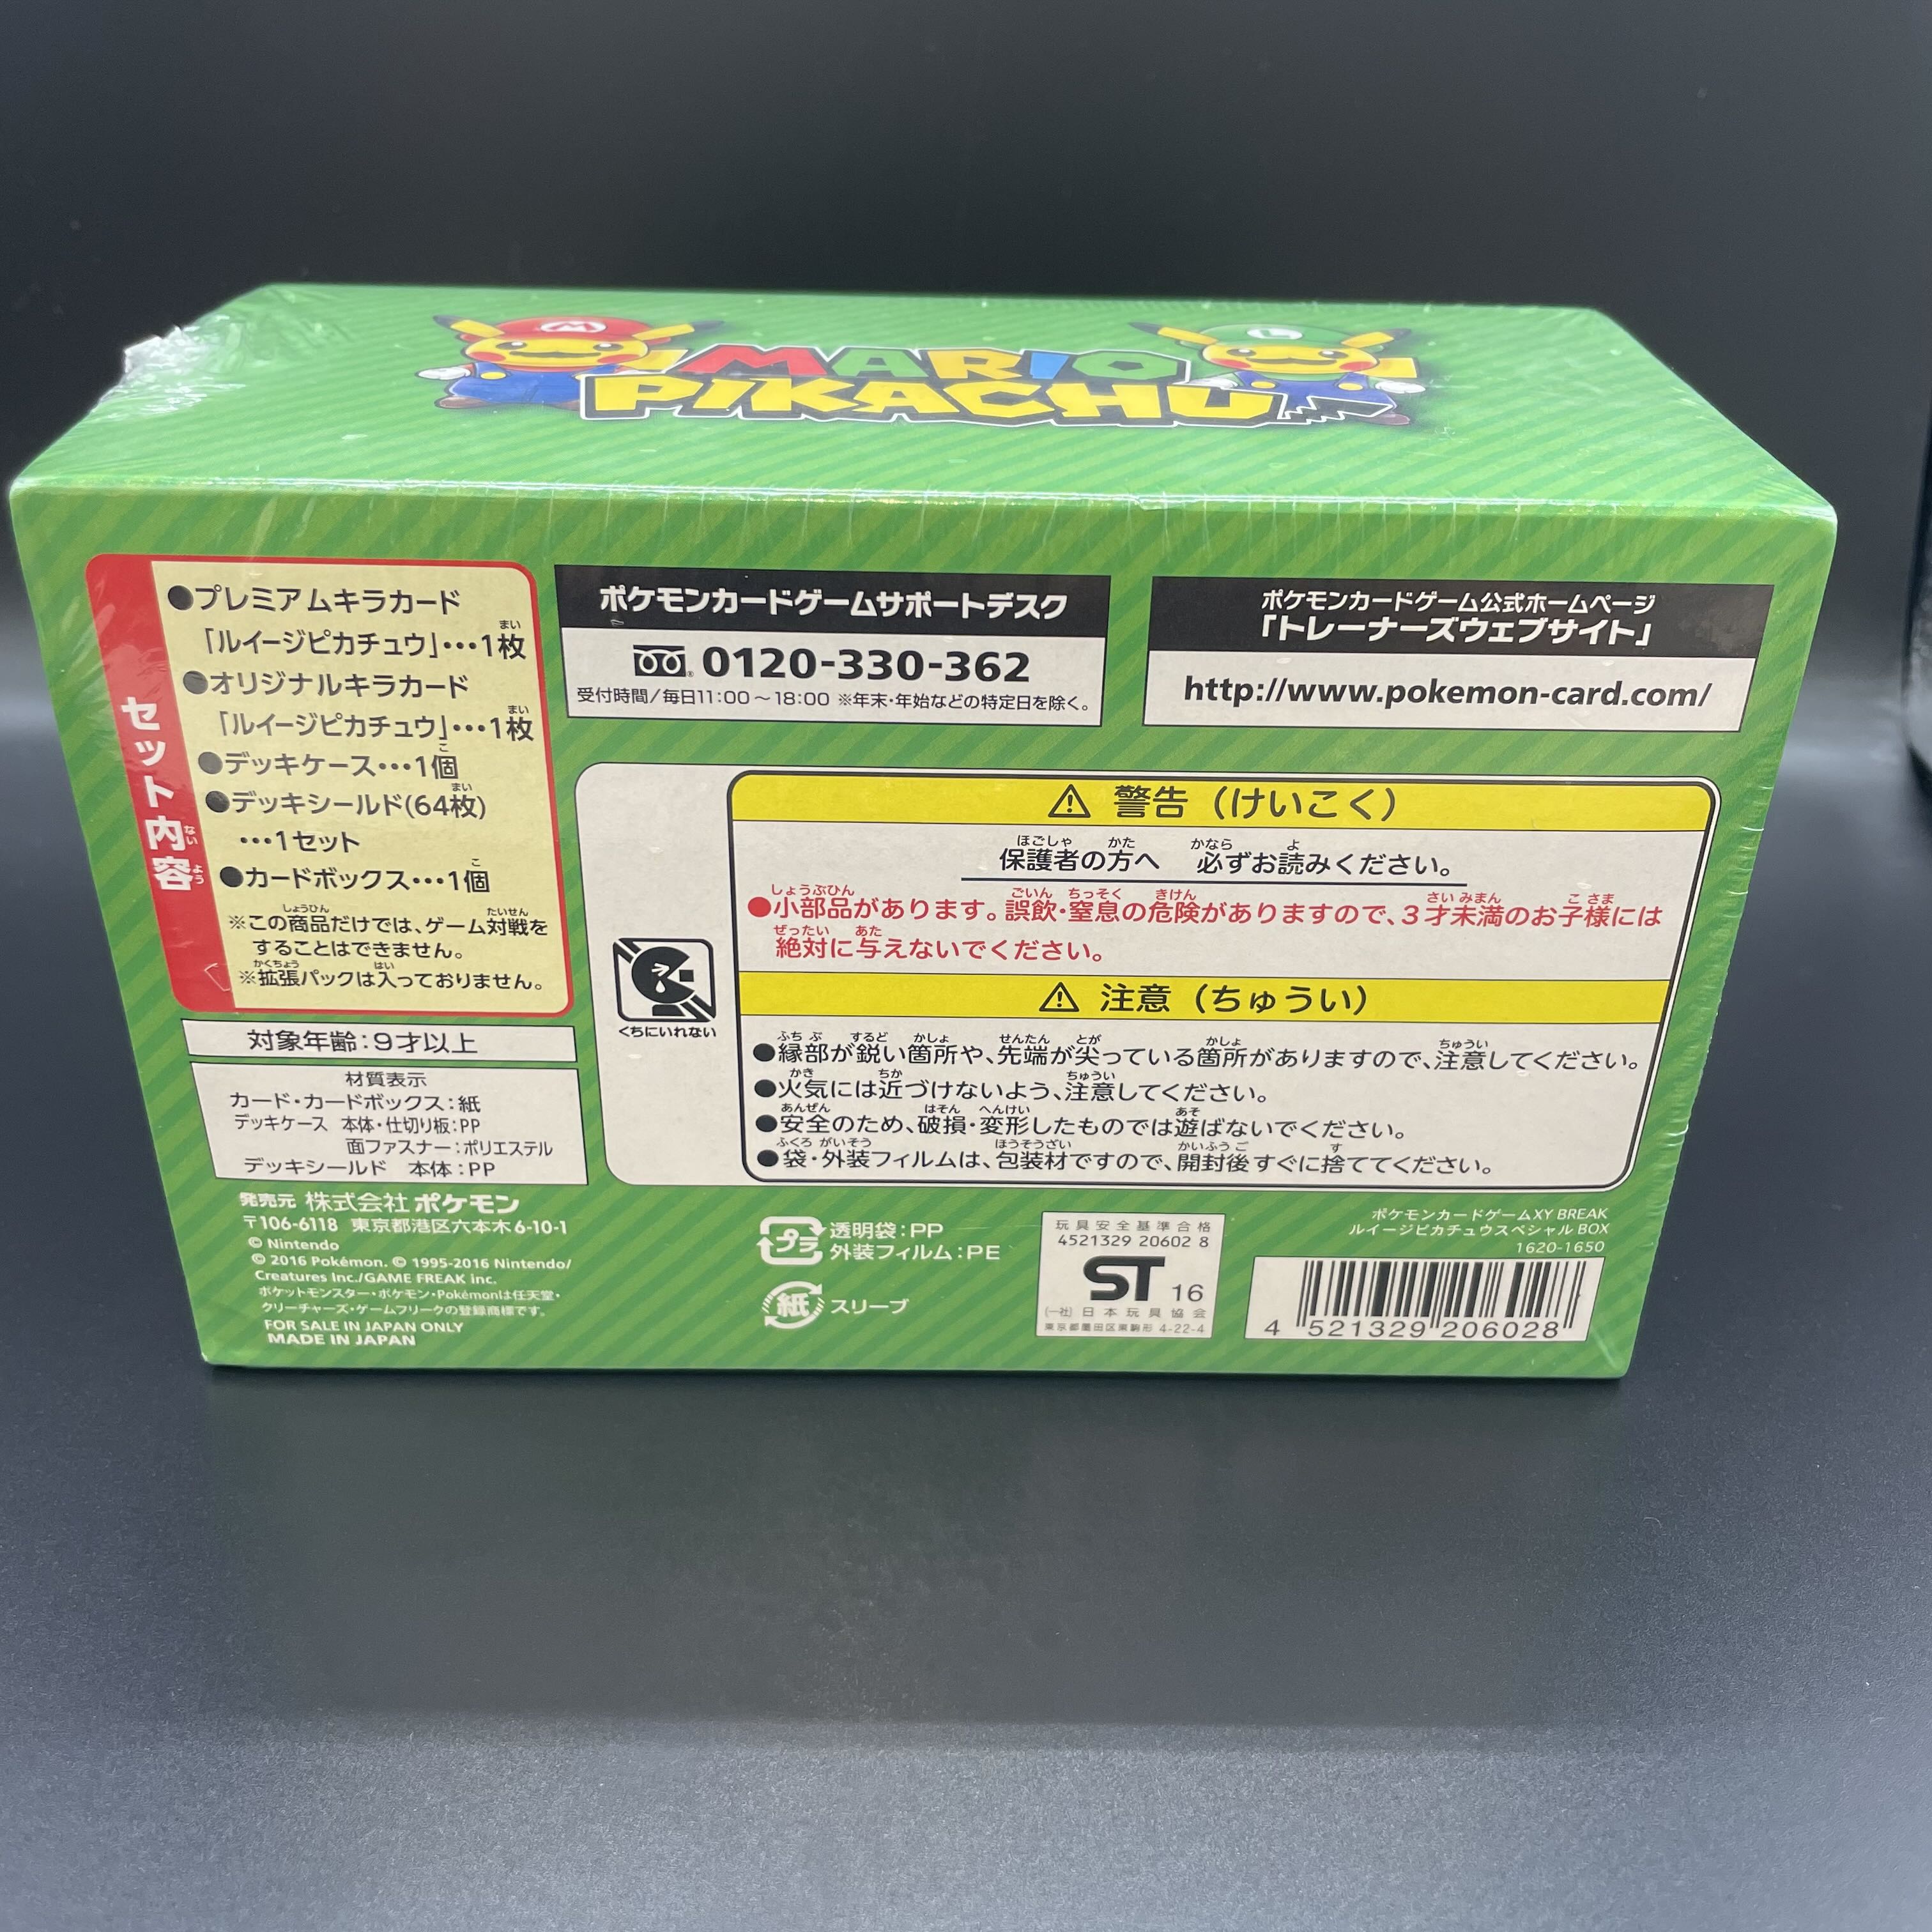 MARIO
PIKACHU
セット内容
●プレミアムキラカード
「ルイージピカチュウ」…1枚
●オリジナルキラカード
「ルイージピカチュウ」…1枚
●デッキケース…1個
●デッキシールド(64枚)
…1セット
●カードボックス…1個
※この商品だけでは、ゲーム対戦を
することはできません。
※拡張パックは入っておりません。
対象年齢:9才以上
材質表示
カード・カードボックス:紙
デッキケース 本体・仕切り板:PP
面ファスナー:ポリエステル
デッキシールド 本体:PP
発売元 株式会社ポケモン
〒106-6118 東京都港区六本木6-10-1
© Nintendo
© 2016 Pokémon. © 1995-2016 Nintendo/
Creatures Inc./GAME FREAK inc.
ポケットモンスター・ポケモン・Pokémonは任天堂・
クリーチャーズ・ゲームフリークの登録商標です。
FOR SALE IN JAPAN ONLY
MADE IN JAPAN
ポケモンカードゲームサポートデスク
0120-330-362
受付時間/毎日11:00～18:00 ※年末・年始などの特定日を除く。
ポケモンカードゲーム公式ホームページ
「トレーナーズウェブサイト」
http://www.pokemon-card.com/
くちにいれない
⚠ 警告(けいこく)
保護者の方へ 必ずお読みください。
●小部品があります。誤飲・窒息の危険がありますので、3才未満のお子様には
絶対に与えないでください。
⚠ 注意(ちゅうい)
●縁部が鋭い箇所や、先端が尖っている箇所がありますので、注意してください。
●火気には近づけないよう、注意してください。
●安全のため、破損・変形したものでは遊ばないでください。
●袋・外装フィルムは、包装材ですので、開封後すぐに捨ててください。
プラ 透明袋:PP
外装フィルム:PE
紙 スリーブ
玩具安全基準合格
4521329 20602 8
ST 16
(一社)日本玩具協会
東京都墨田区東駒形 4-22-4
ポケモンカードゲームXY BREAK
ルイージピカチュウスペシャルBOX
1620-1650
4 521329 206028